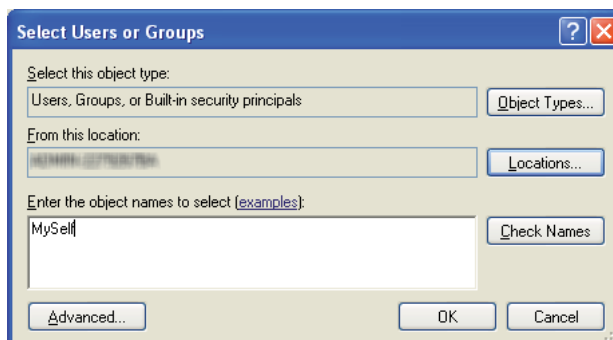 Select Users or Groups
Select this object type:
Users, Groups, or Built-in security principals
Object Types...
From this location:
Locations...
Enter the object names to select (examples):
MySelf
Check Names
Advanced...
OK
Cancel